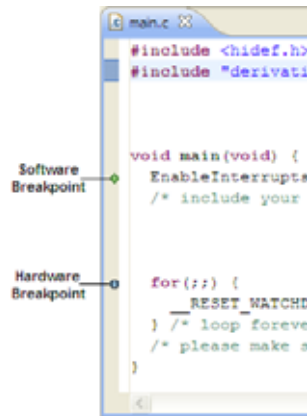 main.c
#include <hidef.h>
#include "derivati
void main(void) {
Software
Breakpoint
EnableInterrupts
/* include your
Hardware
Breakpoint
for(;;) {
__RESET_WATCHD
} /* loop foreve
/* please make s
}